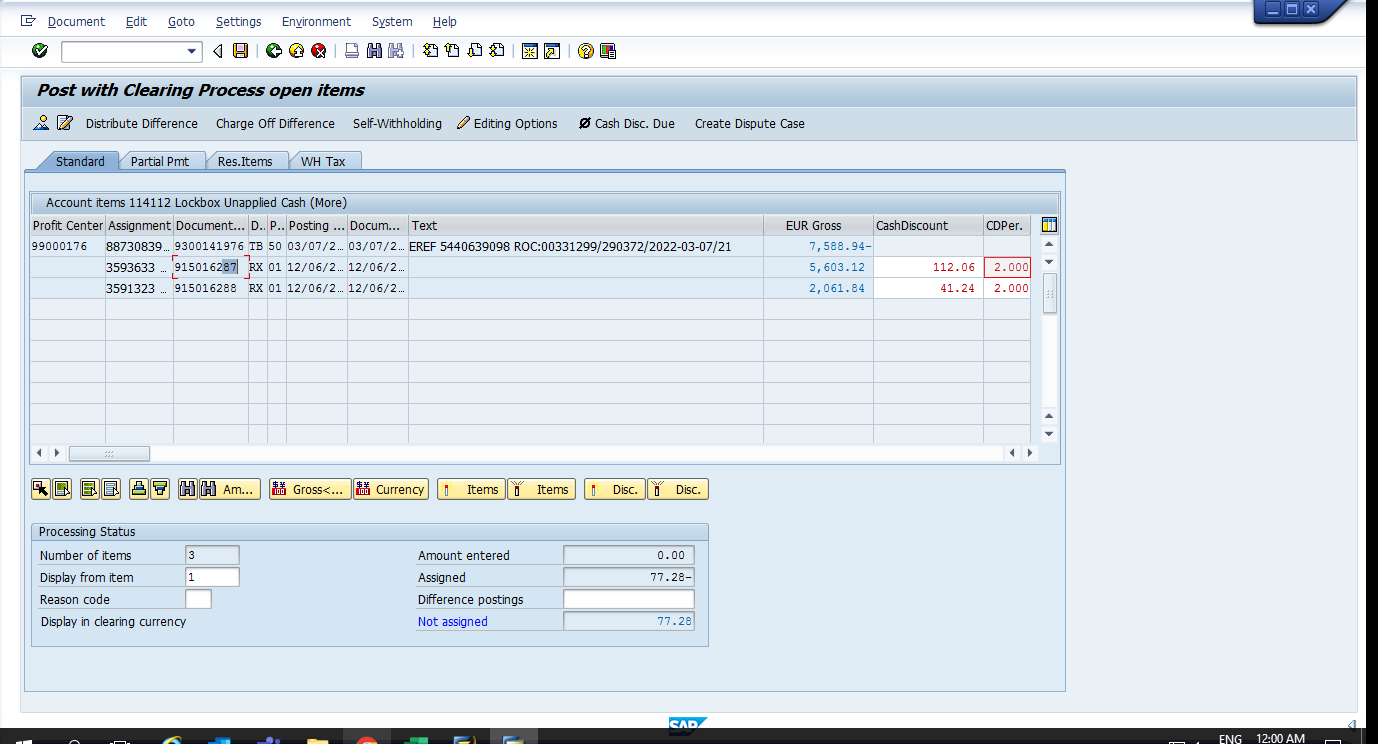 Document Edit Goto Settings Environment System Help
Post with Clearing Process open items
Distribute Difference Charge Off Difference Self-Withholding Editing Options Cash Disc. Due Create Dispute Case
Standard Partial Pmt Res.Items WH Tax
Account items 114112 Lockbox Unapplied Cash (More)
Profit Center Assignment Document... D.. P.. Posting ... Docum... Text EUR Gross CashDiscount CDPer.
99000176 88730839... 9300141976 TB 50 03/07/2... 03/07/2... EREF 5440639098 ROC:00331299/290372/2022-03-07/21 7,588.94-
3593633 ... 915016287 RX 01 12/06/2... 12/06/2... 5,603.12 112.06 2.000
3591323 ... 915016288 RX 01 12/06/2... 12/06/2... 2,061.84 41.24 2.000
Am... Gross<... Currency Items Items Disc. Disc.
Processing Status
Number of items 3 Amount entered 0.00
Display from item 1 Assigned 77.28-
Reason code Difference postings
Display in clearing currency Not assigned 77.28
SAP
ENG 12:00 AM